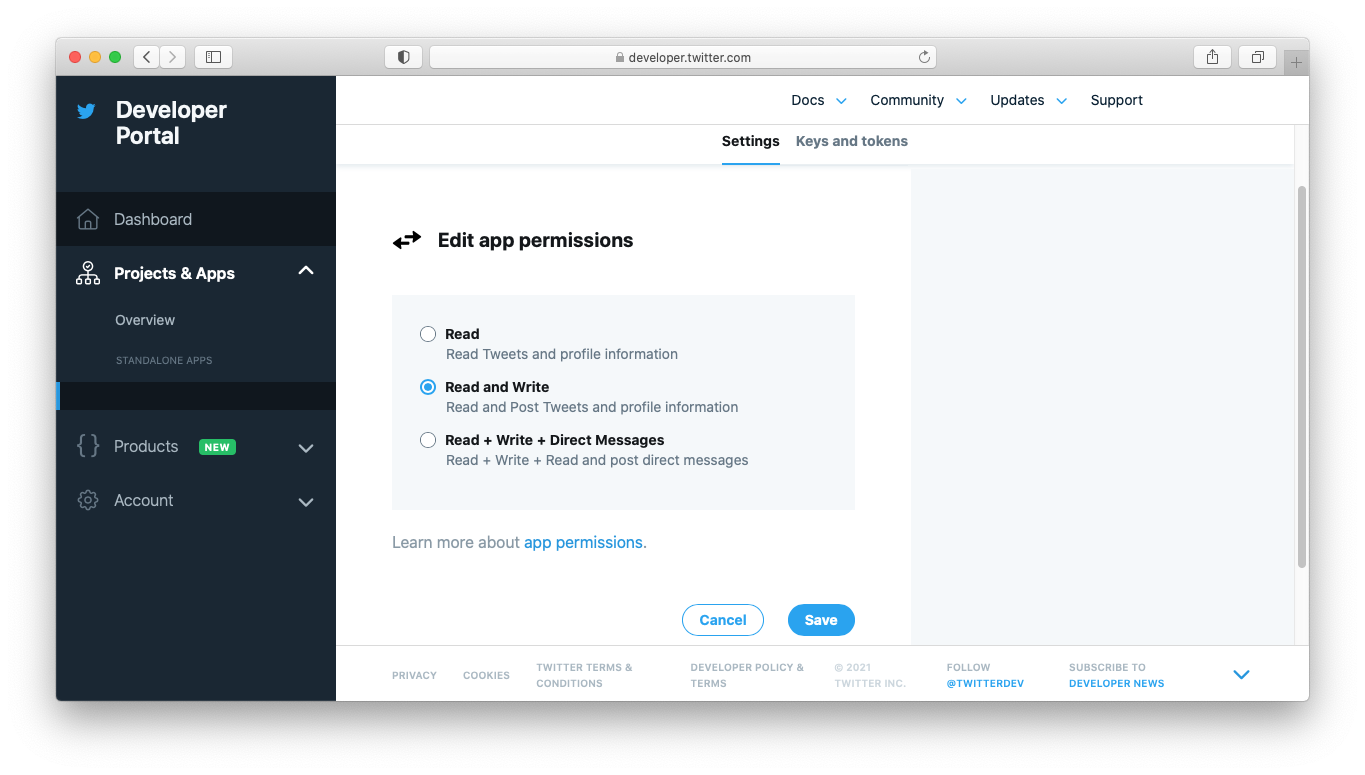 developer.twitter.com
Developer
Portal
Docs
Community
Updates
Support
Settings
Keys and tokens
Dashboard
Projects & Apps
Overview
STANDALONE APPS
Products NEW
Account
Edit app permissions
Read
Read Tweets and profile information
Read and Write
Read and Post Tweets and profile information
Read + Write + Direct Messages
Read + Write + Read and post direct messages
Learn more about app permissions.
Cancel
Save
PRIVACY
COOKIES
TWITTER TERMS &
CONDITIONS
DEVELOPER POLICY &
TERMS
© 2021
TWITTER INC.
FOLLOW
@TWITTERDEV
SUBSCRIBE TO
DEVELOPER NEWS